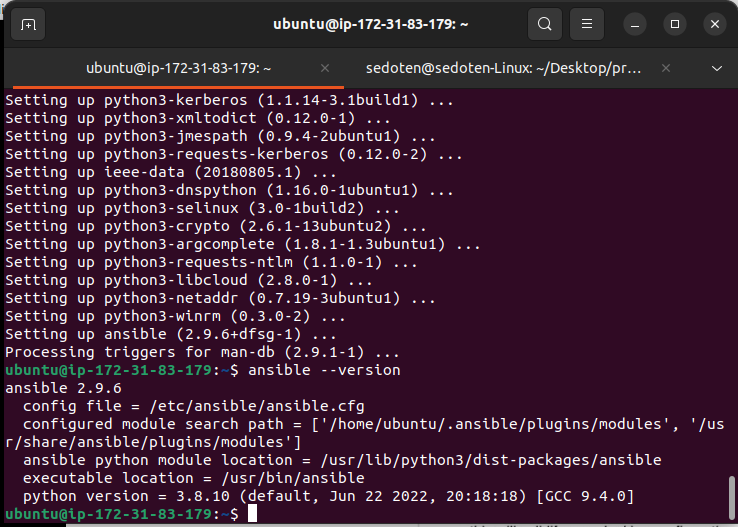 ubuntu@ip-172-31-83-179: ~
ubuntu@ip-172-31-83-179: ~
sedoten@sedoten-Linux: ~/Desktop/pr…
Setting up python3-kerberos (1.1.14-3.1build1) ...
Setting up python3-xmltodict (0.12.0-1) ...
Setting up python3-jmespath (0.9.4-2ubuntu1) ...
Setting up python3-requests-kerberos (0.12.0-2) ...
Setting up ieee-data (20180805.1) ...
Setting up python3-dnspython (1.16.0-1ubuntu1) ...
Setting up python3-selinux (3.0-1build2) ...
Setting up python3-crypto (2.6.1-13ubuntu2) ...
Setting up python3-argcomplete (1.8.1-1.3ubuntu1) ...
Setting up python3-requests-ntlm (1.1.0-1) ...
Setting up python3-libcloud (2.8.0-1) ...
Setting up python3-netaddr (0.7.19-3ubuntu1) ...
Setting up python3-winrm (0.3.0-2) ...
Setting up ansible (2.9.6+dfsg-1) ...
Processing triggers for man-db (2.9.1-1) ...
ubuntu@ip-172-31-83-179:~$ ansible --version
ansible 2.9.6
  config file = /etc/ansible/ansible.cfg
  configured module search path = ['/home/ubuntu/.ansible/plugins/modules', '/us
r/share/ansible/plugins/modules']
  ansible python module location = /usr/lib/python3/dist-packages/ansible
  executable location = /usr/bin/ansible
  python version = 3.8.10 (default, Jun 22 2022, 20:18:18) [GCC 9.4.0]
ubuntu@ip-172-31-83-179:~$